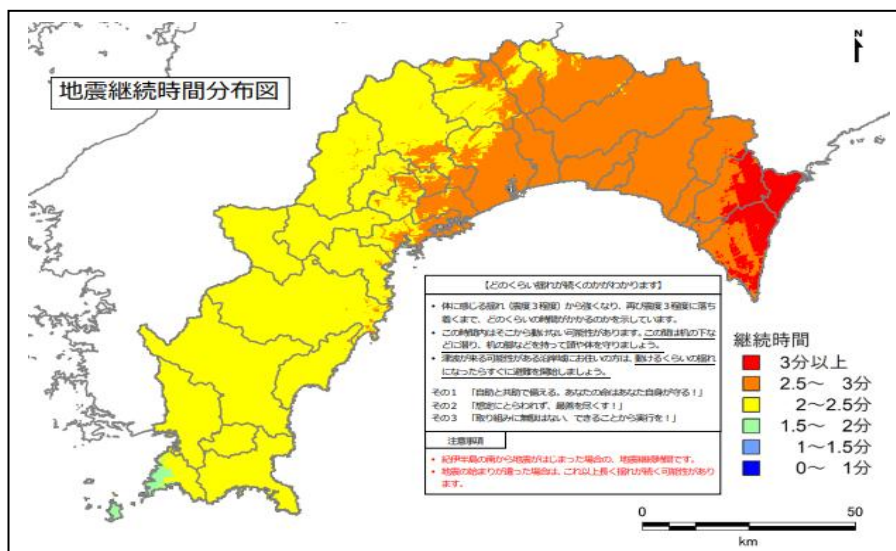 地震継続時間分布図
N
【どのくらい揺れが続くのかがわかります】
• 体に感じる揺れ(震度3程度)から強くなり、再び震度3程度に落ち
着くまで、どのくらいの時間がかかるのかを示しています。
• この時間内はそこから動けない可能性があります。この間は机の下な
どに潜り、机の脚などを持って頭や体を守りましょう。
• 津波が来る可能性がある沿岸域にお住いの方は、動けるくらいの揺れ
になったらすぐに避難を開始しましょう。
その1 「自助と共助で備える。あなたの命はあなた自身が守る!」
その2 「想定にとらわれず、最善を尽くす!」
その3 「取り組みに無駄はない、できることから実行を!」
注意事項
• 紀伊半島の南から地震がはじまった場合の、地震継続時間です。
• 地震の始まりが違った場合は、これ以上長く揺れが続く可能性があり
ます。
継続時間
3分以上
2.5~ 3分
2~2.5分
1.5~ 2分
1~1.5分
0~ 1分
0 25 50
km